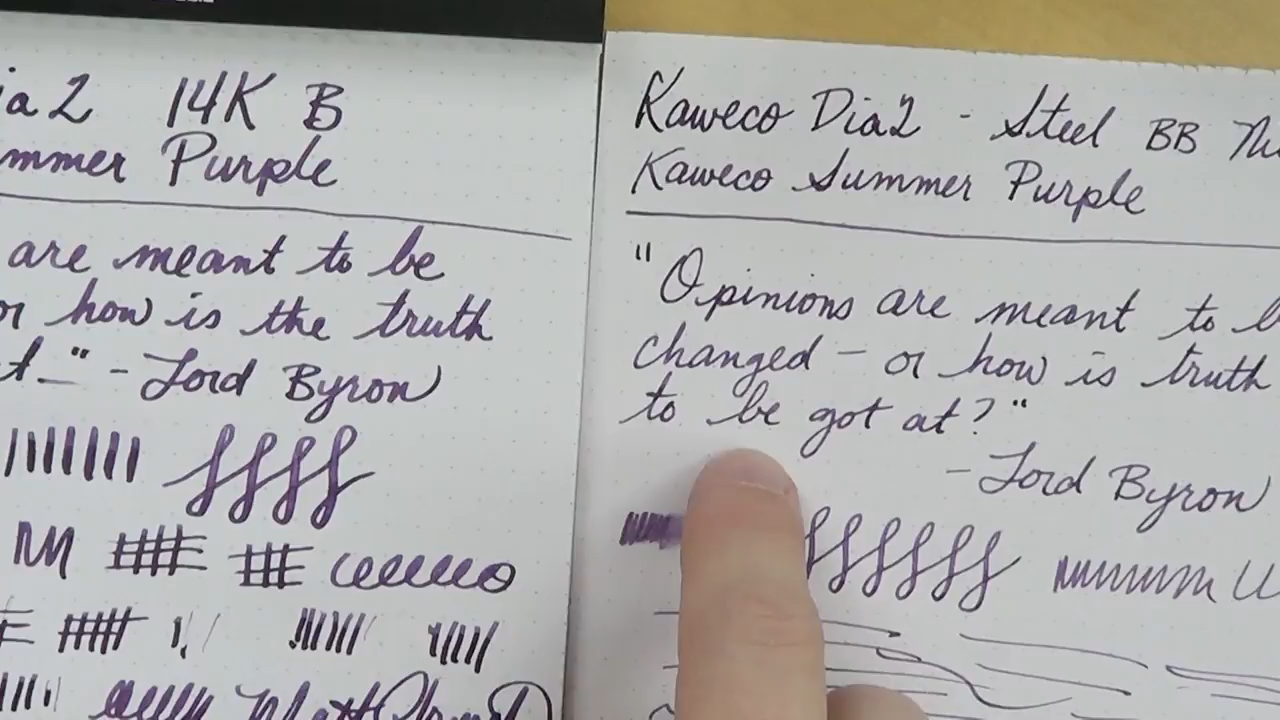 ia2 14K B
mmer Purple
are meant to be
or how is the truth
t_" - Lord Byron
Kaweco Dia2 - Steel BB
Kaweco Summer Purple
"Opinions are meant to b
changed - or how is truth
to be got at?"
- Lord Byron